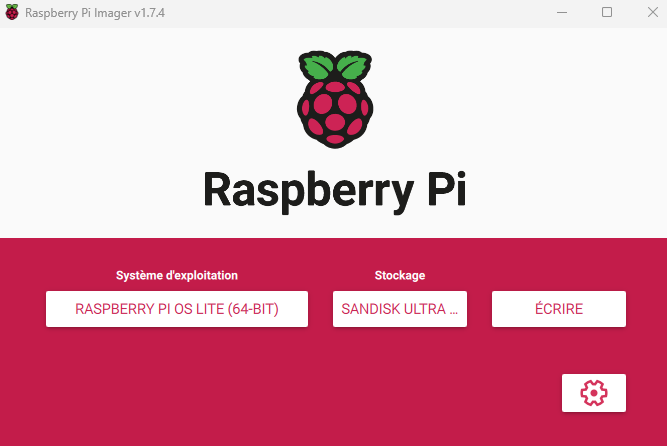 Raspberry Pi Imager v1.7.4
Raspberry Pi
Système d'exploitation
Stockage
RASPBERRY PI OS LITE (64-BIT)
SANDISK ULTRA ...
ÉCRIRE